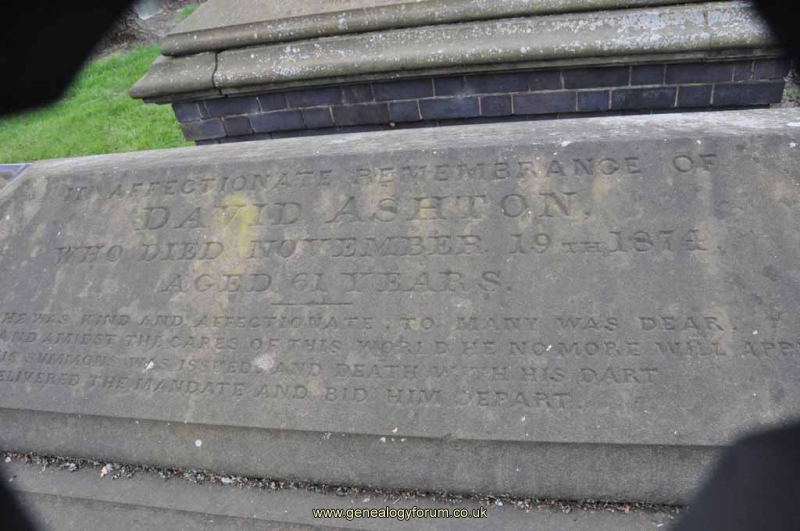 IN AFFECTIONATE REMEMBRANCE OF
DAVID ASHTON.
WHO DIED NOVEMBER 19TH 1874.
AGED 61 YEARS.
HE WAS KIND AND AFFECTIONATE, TO MANY WAS DEAR,
AND AMIDST THE CARES OF THIS WORLD HE NO MORE WILL APP
HIS SUMMONS WAS ISSUED, AND DEATH WITH HIS DART
DELIVERED THE MANDATE AND BID HIM DEPART.
www.genealogyforum.co.uk